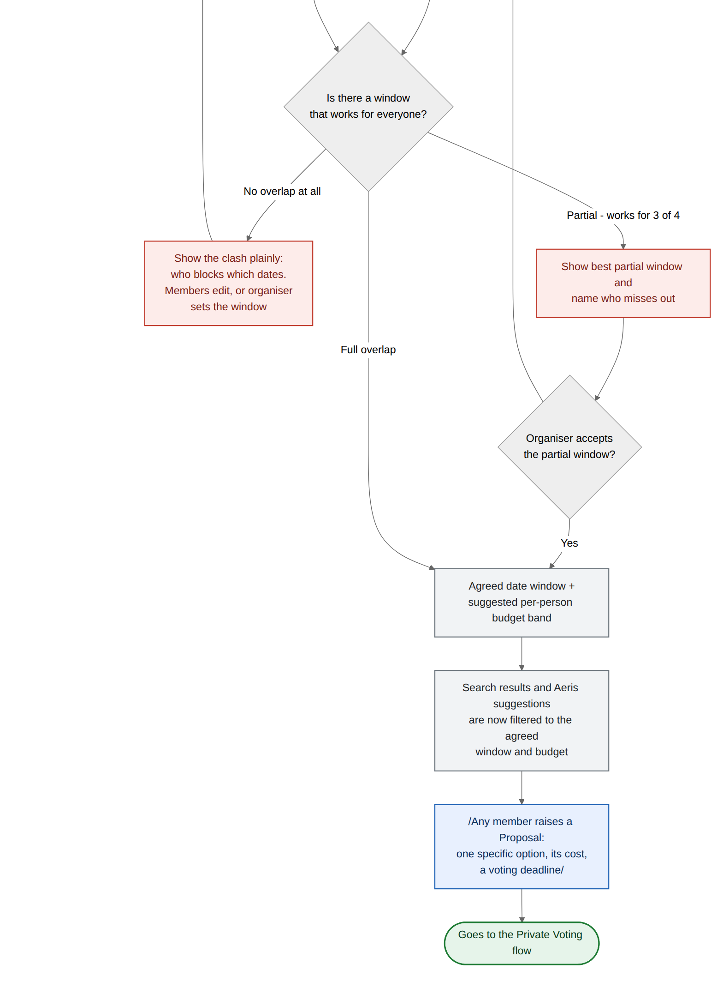 Is there a window
that works for everyone?
No overlap at all
Partial - works for 3 of 4
Show the clash plainly:
who blocks which dates.
Members edit, or organiser
sets the window
Show best partial window
and
name who misses out
Full overlap
Organiser accepts
the partial window?
Yes
Agreed date window +
suggested per-person
budget band
Search results and Aeris
suggestions
are now filtered to the
agreed
window and budget
/Any member raises a
Proposal:
one specific option, its cost,
a voting deadline/
Goes to the Private Voting
flow